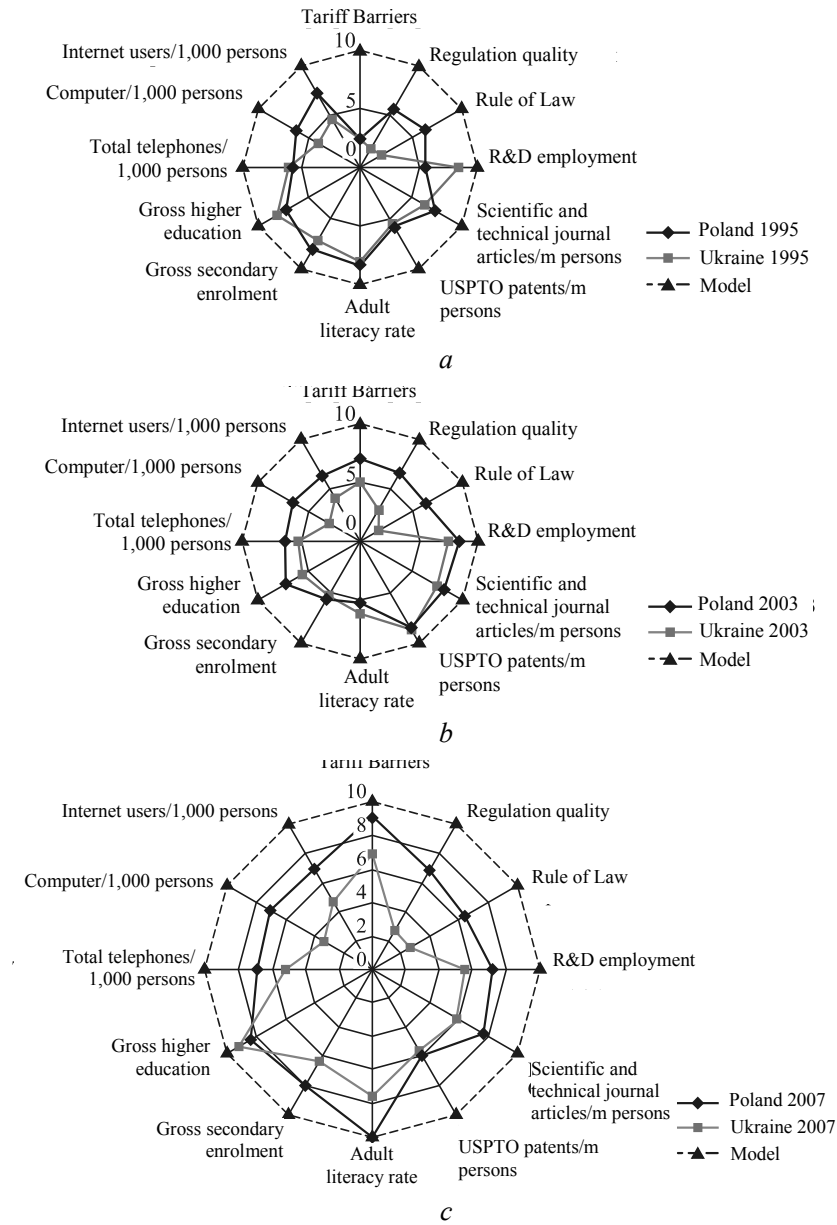 Tariff Barriers
10
Internet users/1,000 persons
Regulation quality
Computer/1,000 persons
Rule of Law
5
Total telephones/
1,000 persons
0
R&D employment
Gross higher
education
Scientific and
technical journal
articles/m persons
Gross secondary
enrolment
USPTO patents/m
persons
Adult
literacy rate
Poland 1995
Ukraine 1995
Model
a
Tariff Barriers
10
Internet users/1,000 persons
Regulation quality
Computer/1,000 persons
Rule of Law
5
Total telephones/
1,000 persons
0
R&D employment
Gross higher
education
Scientific and
technical journal
articles/m persons
Gross secondary
enrolment
USPTO patents/m
persons
Adult
literacy rate
Poland 2003
Ukraine 2003
Model
b
Tariff Barriers
10
Internet users/1,000 persons
Regulation quality
8
Computer/1,000 persons
Rule of Law
6
4
2
Total telephones/
1,000 persons
0
R&D employment
Gross higher
education
Scientific and
technical journal
articles/m persons
Gross secondary
enrolment
USPTO patents/m
persons
Adult
literacy rate
Poland 2007
Ukraine 2007
Model
c